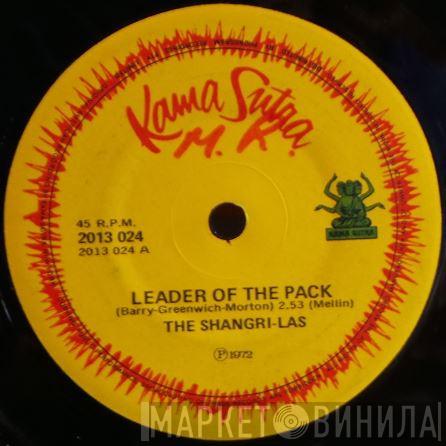 Kama Sutra
M. K.
45 R.P.M.
2013 024
2013 024 A
KAMA SUTRA
LEADER OF THE PACK
(Barry-Greenwich-Morton) 2.53 (Mellin)
THE SHANGRI-LAS
Ⓟ1972
МАРКЕТ ВИНИЛА